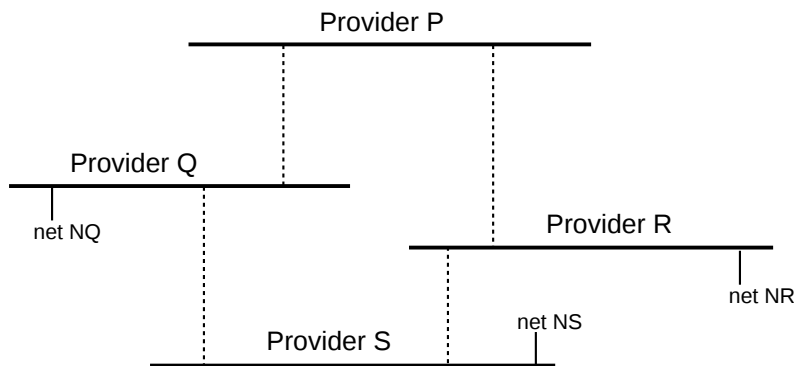 Provider P
Provider Q
net NQ
Provider R
net NR
net NS
Provider S